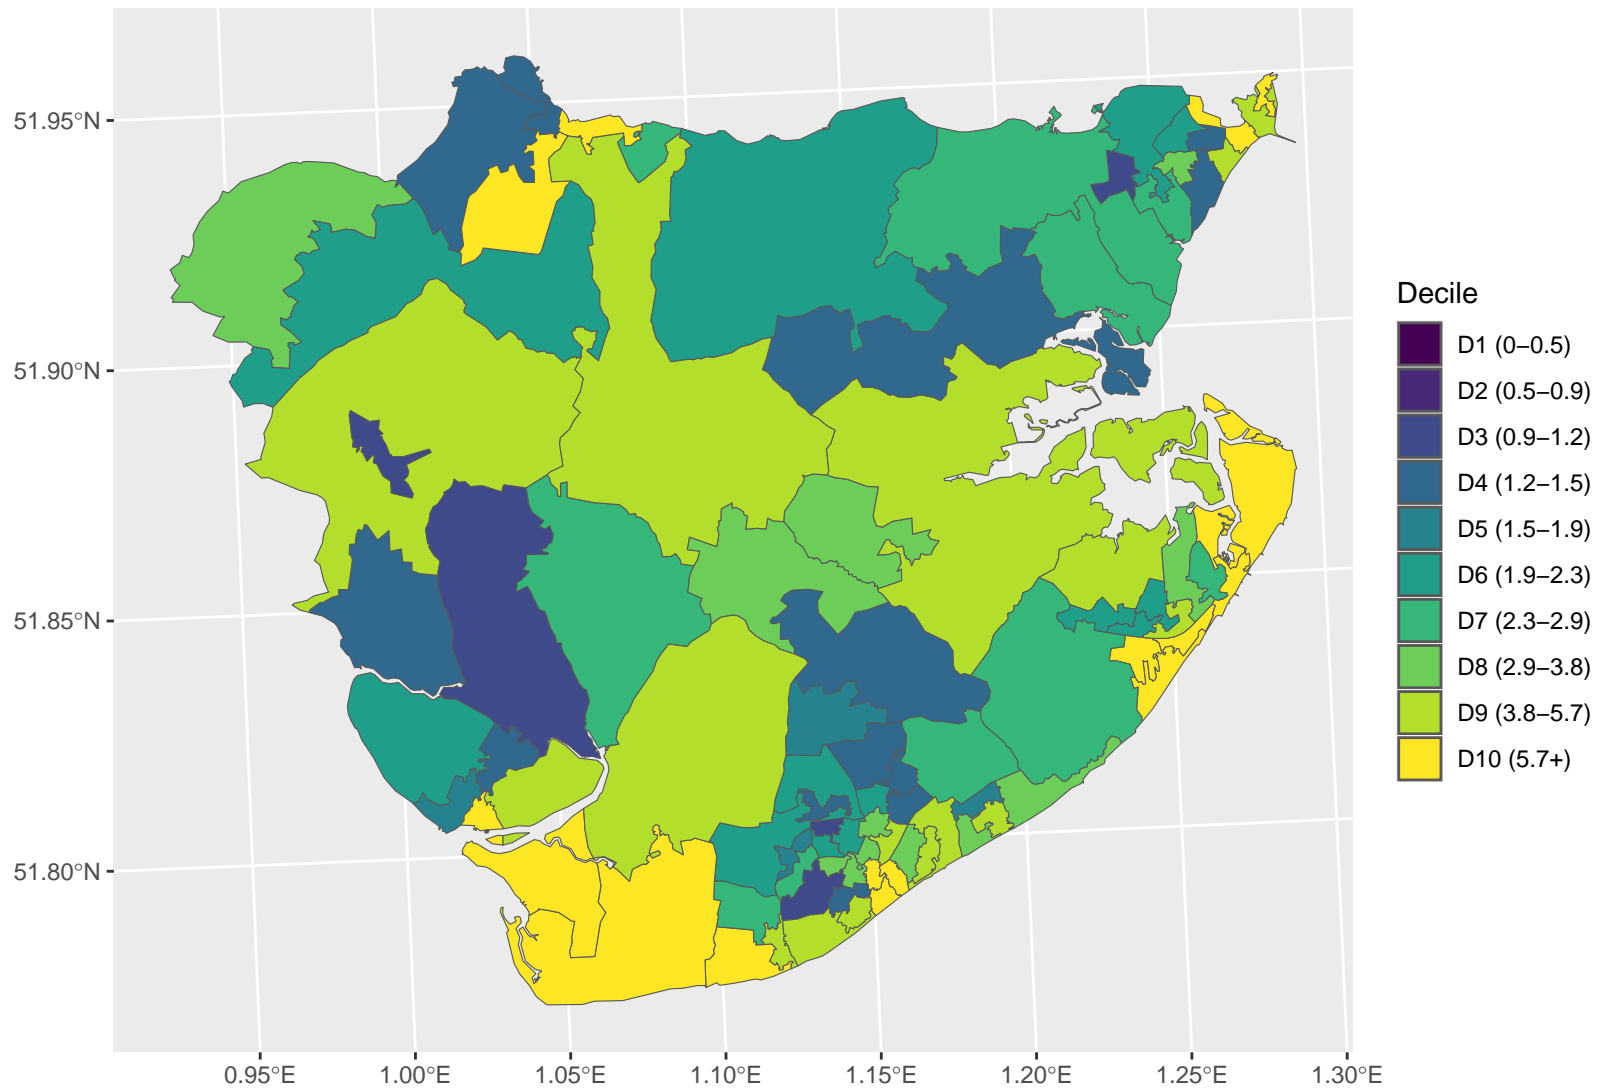 51.95°N
51.90°N
51.85°N
51.80°N
0.95°E
1.00°E
1.05°E
1.10°E
1.15°E
1.20°E
1.25°E
1.30°E
Decile
D1 (0–0.5)
D2 (0.5–0.9)
D3 (0.9–1.2)
D4 (1.2–1.5)
D5 (1.5–1.9)
D6 (1.9–2.3)
D7 (2.3–2.9)
D8 (2.9–3.8)
D9 (3.8–5.7)
D10 (5.7+)